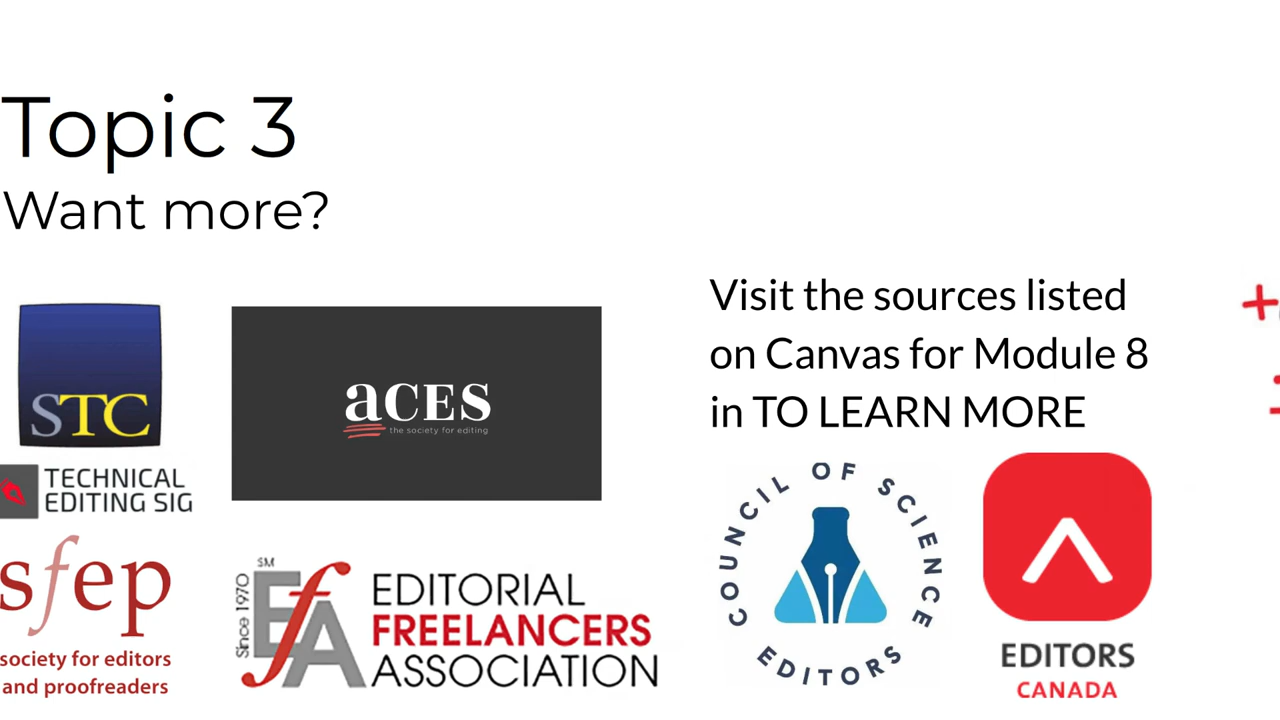 Topic 3
Want more?
Visit the sources listed
on Canvas for Module 8
in TO LEARN MORE
STC
TECHNICAL
EDITING SIG
aCES
the society for editing
sfep
society for editors
and proofreaders
Since 1970
EfA
SM
EDITORIAL
FREELANCERS
ASSOCIATION
COUNCIL OF SCIENCE
EDITORS
EDITORS
CANADA